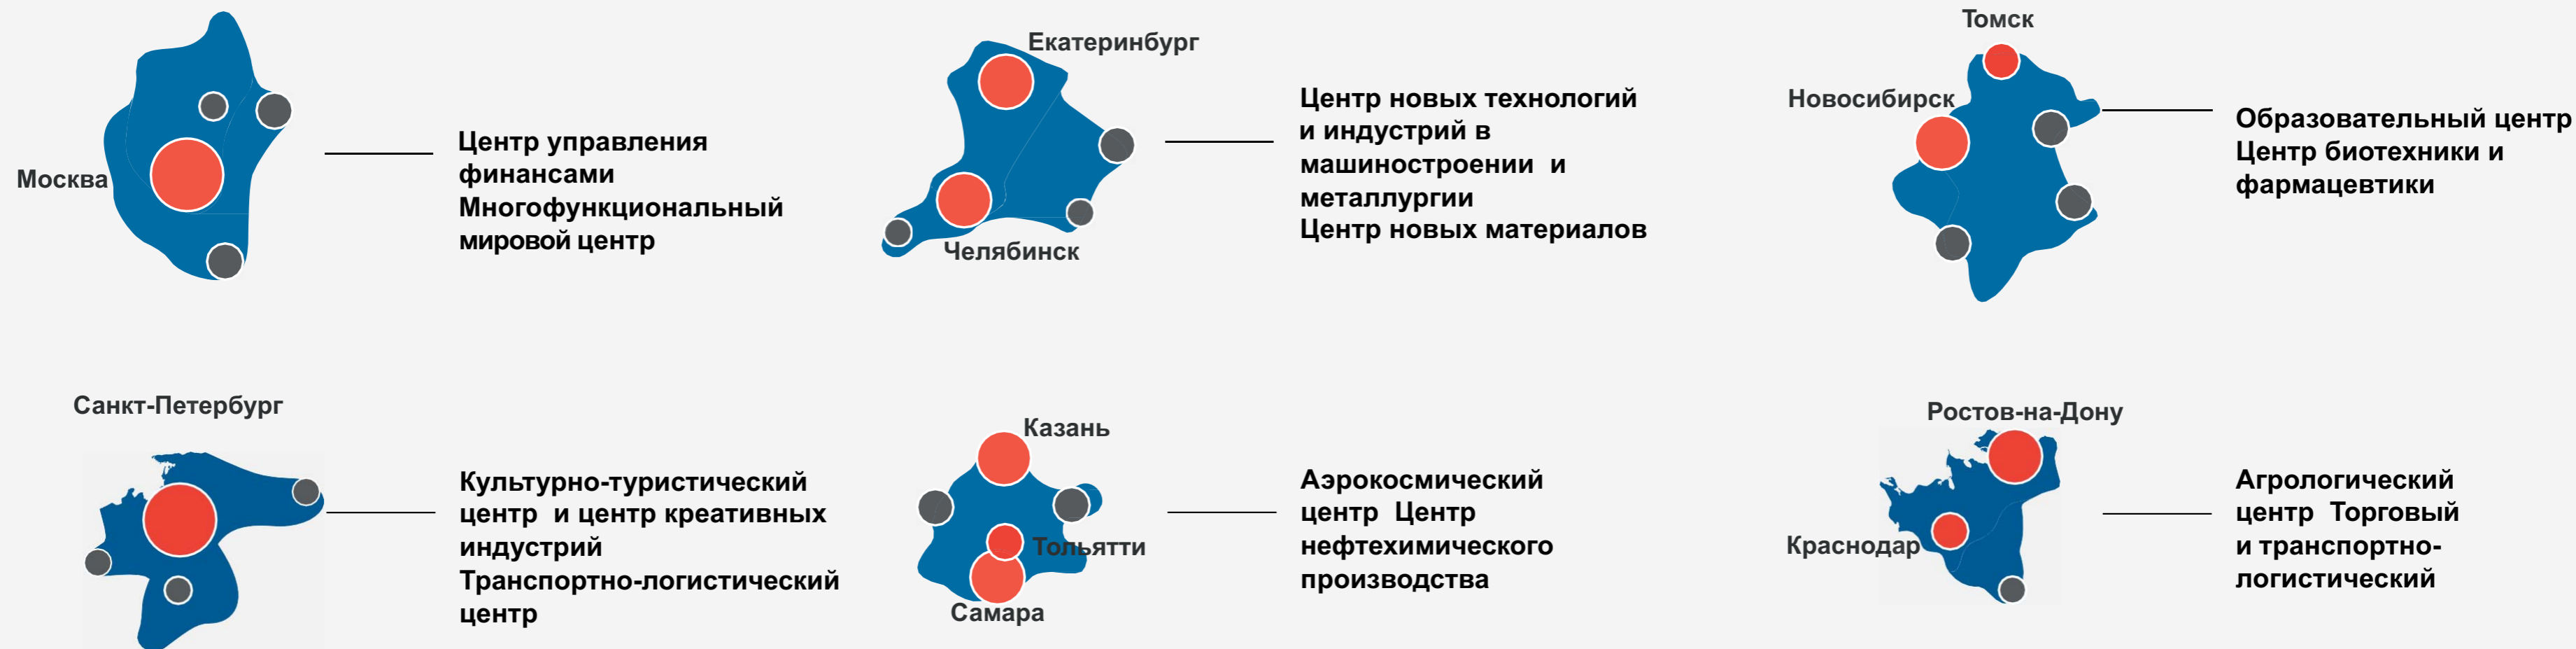 Москва
Центр управления
финансами
Многофункциональный
мировой центр
Екатеринбург
Челябинск
Центр новых технологий
и индустрий в
машиностроении и
металлургии
Центр новых материалов
Томск
Новосибирск
Образовательный центр
Центр биотехники и
фармацевтики
Санкт-Петербург
Культурно-туристический
центр и центр креативных
индустрий
Транспортно-логистический
центр
Казань
Тольятти
Самара
Аэрокосмический
центр Центр
нефтехимического
производства
Ростов-на-Дону
Краснодар
Агрологический
центр Торговый
и транспортно-
логистический